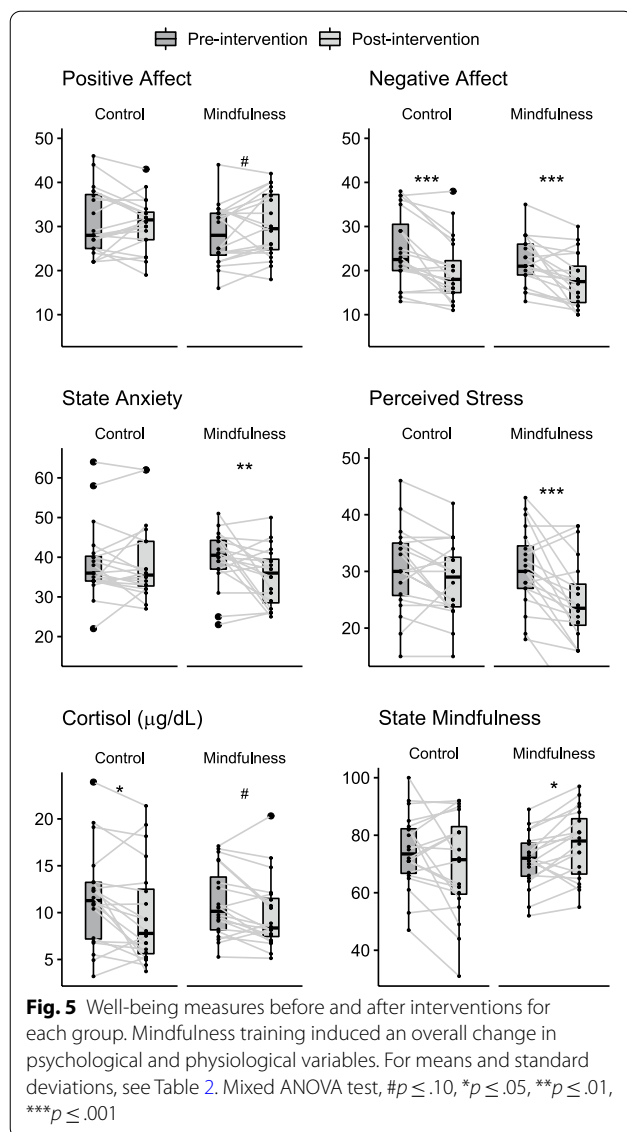 Pre-intervention Post-intervention
Positive Affect
Control Mindfulness
#
50
40
30
20
10
Negative Affect
Control Mindfulness
*** ***
50
40
30
20
10
State Anxiety
Control Mindfulness
**
60
50
40
30
20
Perceived Stress
Control Mindfulness
***
50
40
30
20
Cortisol (μg/dL)
Control Mindfulness
* #
20
15
10
5
State Mindfulness
Control Mindfulness
*
100
80
60
40
Fig. 5 Well-being measures before and after interventions for
each group. Mindfulness training induced an overall change in
psychological and physiological variables. For means and standard
deviations, see Table 2. Mixed ANOVA test, #p ≤ .10, *p ≤ .05, **p ≤ .01,
***p ≤ .001